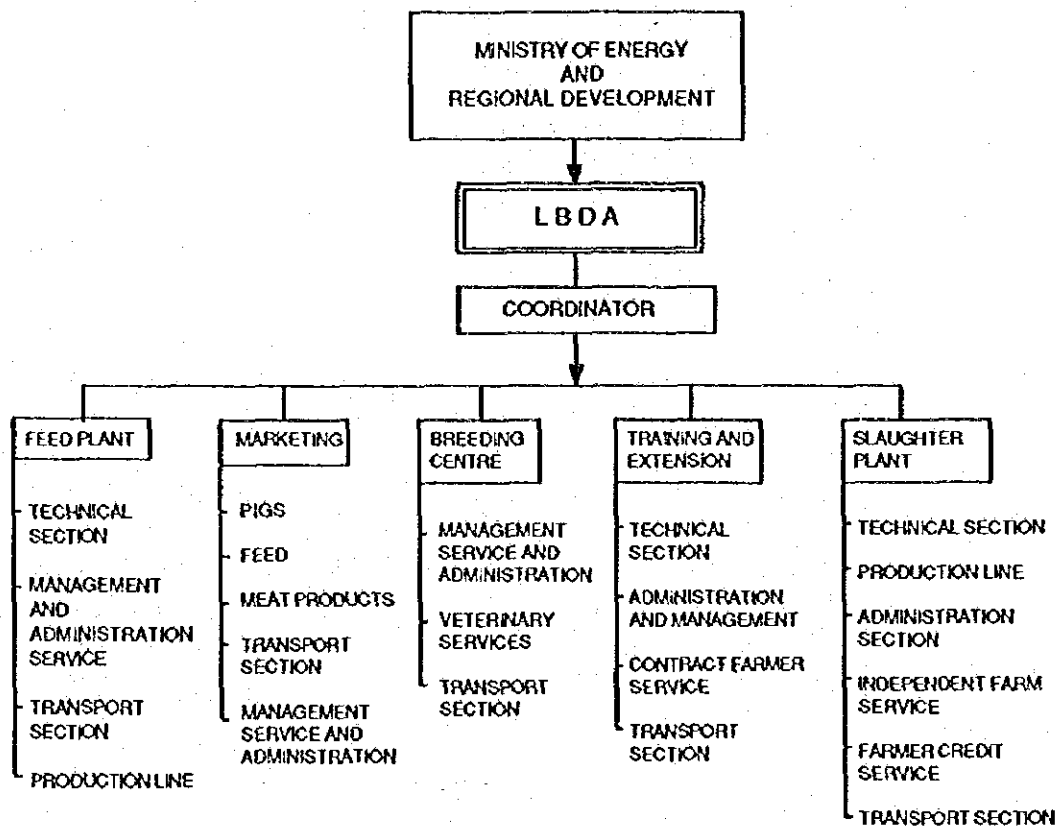 MINISTRY OF ENERGY
AND
REGIONAL DEVELOPMENT
LBDA
COORDINATOR
FEED PLANT
TECHNICAL
SECTION
MANAGEMENT
AND
ADMINISTRATION
SERVICE
TRANSPORT
SECTION
PRODUCTION LINE
MARKETING
PIGS
FEED
MEAT PRODUCTS
TRANSPORT
SECTION
MANAGEMENT
SERVICE AND
ADMINISTRATION
BREEDING
CENTRE
MANAGEMENT
SERVICE AND
ADMINISTRATION
VETERINARY
SERVICES
TRANSPORT
SECTION
TRAINING AND
EXTENSION
TECHNICAL
SECTION
ADMINISTRATION
AND MANAGEMENT
CONTRACT FARMER
SERVICE
TRANSPORT
SECTION
SLAUGHTER
PLANT
TECHNICAL SECTION
PRODUCTION LINE
ADMINISTRATION
SECTION
INDEPENDENT FARM
SERVICE
FARMER CREDIT
SERVICE
TRANSPORT SECTION